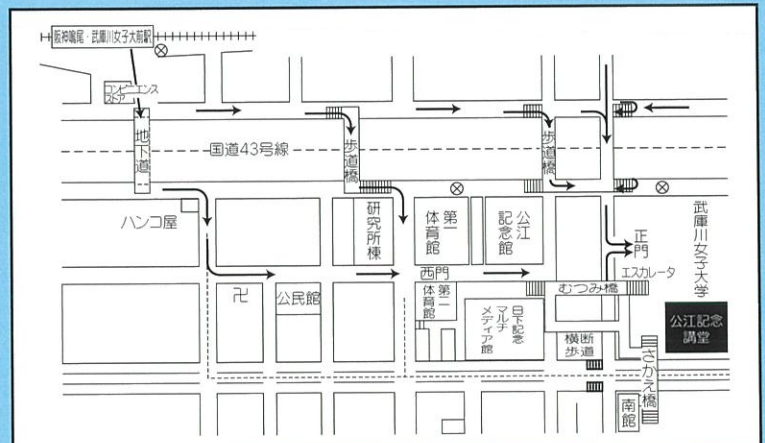 阪神鳴尾・武庫川女子大前駅
コンビニエンス
ストア
地下道
国道43号線
歩道橋
歩道橋
ハンコ屋
研究所棟
第一
体育館
公江
記念館
正門
武庫川女子大学
エスカレータ
西門
むつみ橋
卍
公民館
第二
体育館
日下記念
マルチ
メディア館
公江記念
講堂
横断
歩道
さかえ橋
南館